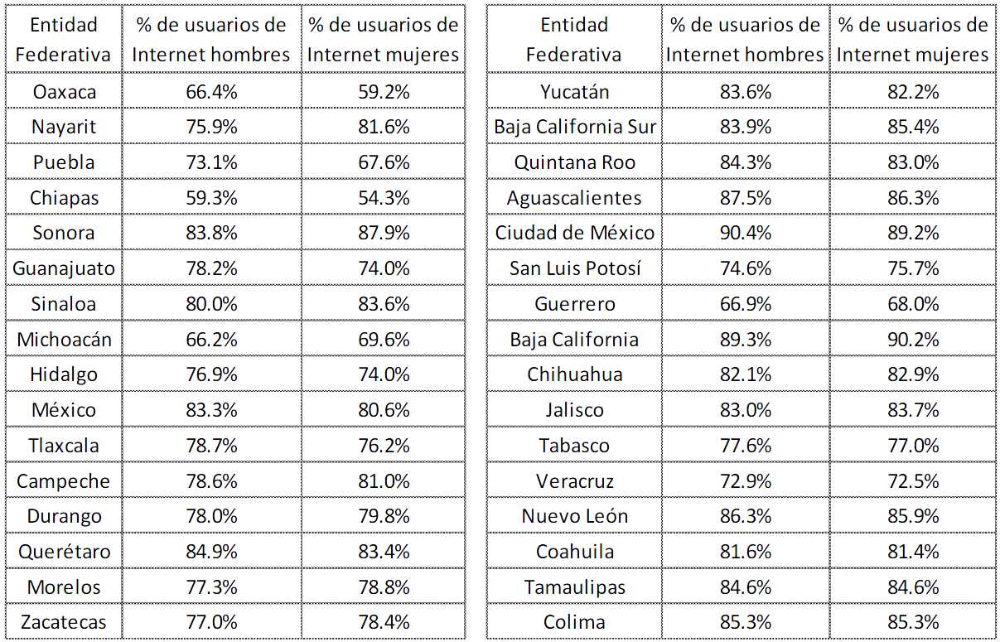 Entidad Federativa % de usuarios de Internet hombres % de usuarios de Internet mujeres
Oaxaca 66.4% 59.2%
Nayarit 75.9% 81.6%
Puebla 73.1% 67.6%
Chiapas 59.3% 54.3%
Sonora 83.8% 87.9%
Guanajuato 78.2% 74.0%
Sinaloa 80.0% 83.6%
Michoacán 66.2% 69.6%
Hidalgo 76.9% 74.0%
México 83.3% 80.6%
Tlaxcala 78.7% 76.2%
Campeche 78.6% 81.0%
Durango 78.0% 79.8%
Querétaro 84.9% 83.4%
Morelos 77.3% 78.8%
Zacatecas 77.0% 78.4%
Entidad Federativa % de usuarios de Internet hombres % de usuarios de Internet mujeres
Yucatán 83.6% 82.2%
Baja California Sur 83.9% 85.4%
Quintana Roo 84.3% 83.0%
Aguascalientes 87.5% 86.3%
Ciudad de México 90.4% 89.2%
San Luis Potosí 74.6% 75.7%
Guerrero 66.9% 68.0%
Baja California 89.3% 90.2%
Chihuahua 82.1% 82.9%
Jalisco 83.0% 83.7%
Tabasco 77.6% 77.0%
Veracruz 72.9% 72.5%
Nuevo León 86.3% 85.9%
Coahuila 81.6% 81.4%
Tamaulipas 84.6% 84.6%
Colima 85.3% 85.3%